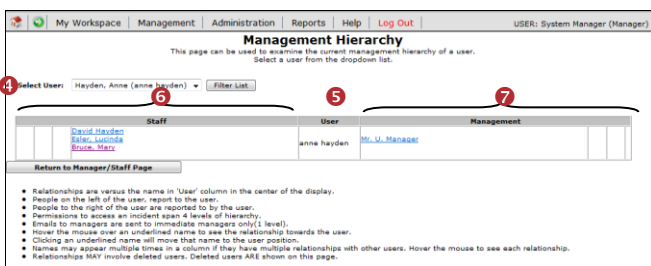 My Workspace | Management | Administration | Reports | Help | Log Out | USER: System Manager (Manager)
Management Hierarchy
This page can be used to examine the current management hierarchy of a user.
Select a user from the dropdown list.
4 Select User: Hayden, Anne (anne hayden) Filter List
6 5 7
Staff User Management
David Hayden
Esler, Lucinda
Bruce, Mary
anne hayden
Mr. U. Manager
Return to Manager/Staff Page
Relationships are versus the name in 'User' column in the center of the display.
People on the left of the user, report to the user.
People to the right of the user are reported to by the user.
Permissions to access an incident span 4 levels of hierarchy.
Emails to managers are sent to immediate managers only(1 level).
Hover the mouse over an underlined name to see the relationship towards the user.
Clicking an underlined name will move that name to the user position.
Names may appear multiple times in a column if they have multiple relationships with other users. Hover the mouse to see each relationship.
Relationships MAY involve deleted users. Deleted users ARE shown on this page.